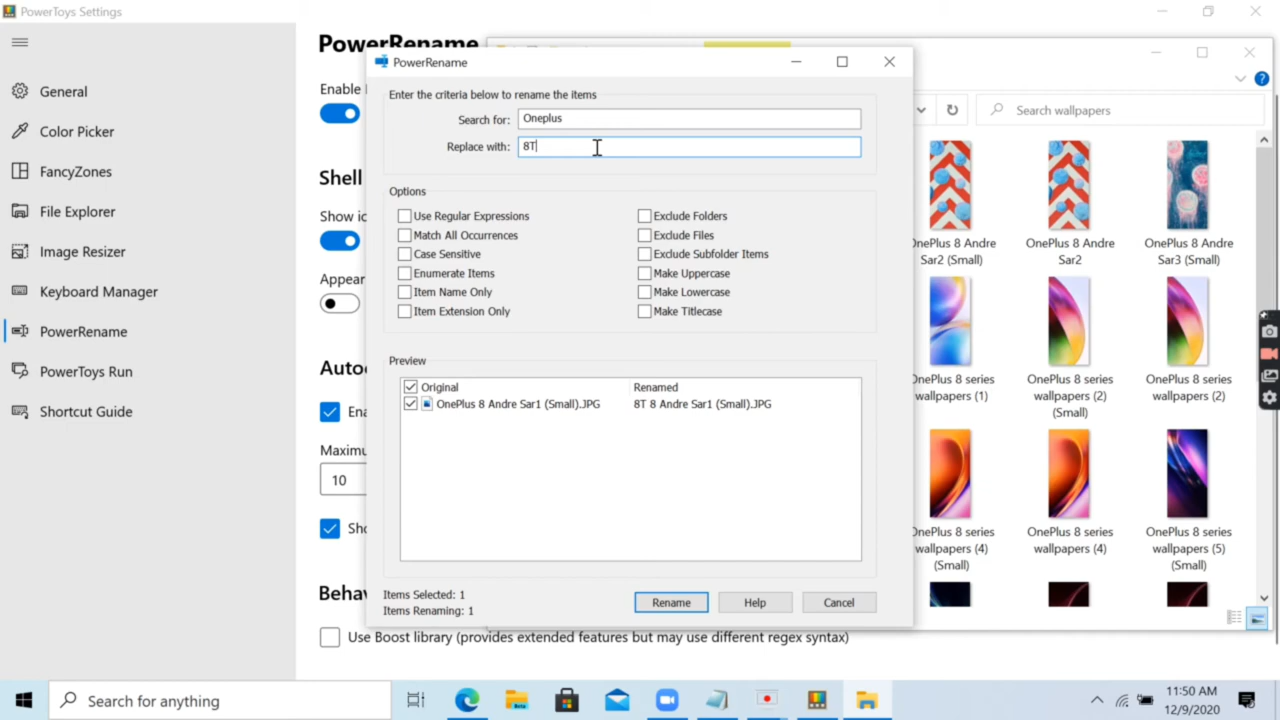 PowerToys Settings
General
Color Picker
FancyZones
File Explorer
Image Resizer
Keyboard Manager
PowerRename
PowerToys Run
Shortcut Guide
PowerRename
Enable
Shell
Show
Appear
Maximu
10
Behav
Use Boost library (provides extended features but may use different regex syntax)
PowerRename
Enter the criteria below to rename the items
Search for: Oneplus
Replace with: 8T
Options
Use Regular Expressions
Match All Occurrences
Case Sensitive
Enumerate Items
Item Name Only
Item Extension Only
Exclude Folders
Exclude Files
Exclude Subfolder Items
Make Uppercase
Make Lowercase
Make Titlecase
Preview
Original Renamed
OnePlus 8 Andre Sar1 (Small).JPG 8T 8 Andre Sar1 (Small).JPG
Items Selected: 1
Items Renaming: 1
Rename Help Cancel
Search wallpapers
OnePlus 8 Andre
Sar2 (Small)
OnePlus 8 Andre
Sar2
OnePlus 8 Andre
Sar3 (Small)
OnePlus 8 series
wallpapers (1)
OnePlus 8 series
wallpapers (2)
(Small)
OnePlus 8 series
wallpapers (2)
OnePlus 8 series
wallpapers (4)
(Small)
OnePlus 8 series
wallpapers (4)
OnePlus 8 series
wallpapers (5)
(Small)
Search for anything
Beta
11:50 AM
12/9/2020